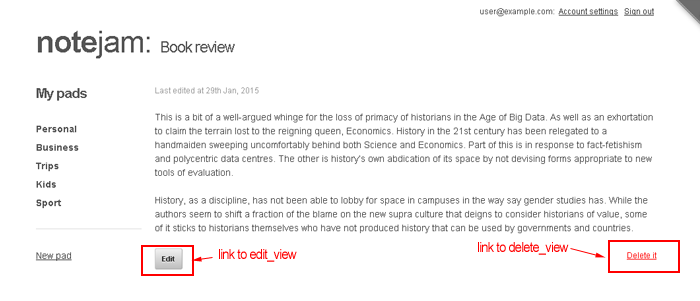 user@example.com: Account settings Sign out
notejam: Book review
My pads
Last edited at 29th Jan, 2015
Personal
Business
Trips
Kids
Sport
This is a bit of a well-argued whinge for the loss of primacy of historians in the Age of Big Data. As well as an exhortation
to claim the terrain lost to the reigning queen, Economics. History in the 21st century has been relegated to a
handmaiden sweeping uncomfortably behind both Science and Economics. Part of this is in response to fact-fetishism
and polycentric data centres. The other is history's own abdication of its space by not devising forms appropriate to new
tools of evaluation.
History, as a discipline, has not been able to lobby for space in campuses in the way say gender studies has. While the
authors seem to shift a fraction of the blame on the new supra culture that deigns to consider historians of value, some
of it sticks to historians themselves who have not produced history that can be used by governments and countries.
New pad
Edit
link to edit_view
link to delete_view
Delete it